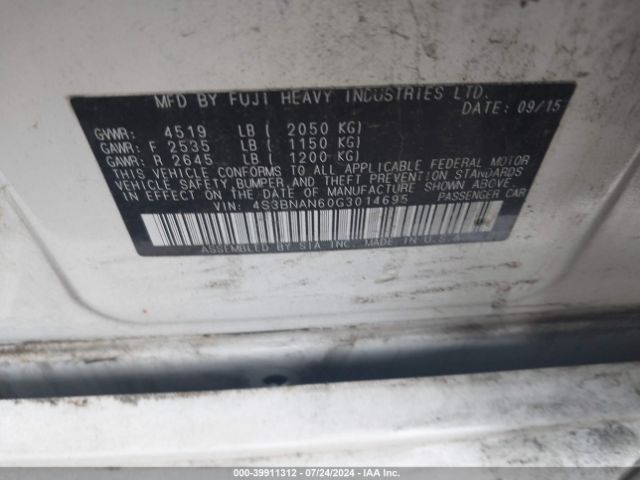 MFD BY FUJI HEAVY INDUSTRIES LTD.
DATE: 09/15
GVWR: 4519 LB ( 2050 KG)
GAWR: F 2535 LB ( 1150 KG)
GAWR: R 2645 LB ( 1200 KG)
THIS VEHICLE CONFORMS TO ALL APPLICABLE FEDERAL MOTOR
VEHICLE SAFETY, BUMPER, AND THEFT PREVENTION STANDARDS
IN EFFECT ON THE DATE OF MANUFACTURE SHOWN ABOVE.
VIN: 4S3BNAN60G3014695 PASSENGER CAR
ASSEMBLED BY SIA INC. MADE IN U.S.A.
000-39911312 - 07/24/2024 - IAA Inc.